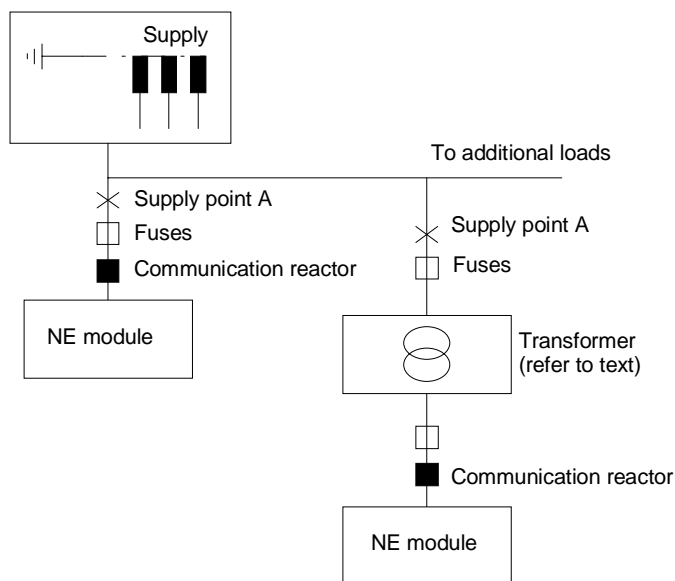 Supply
To additional loads
Supply point A
Fuses
Communication reactor
NE module
Supply point A
Fuses
Transformer
(refer to text)
Communication reactor
NE module